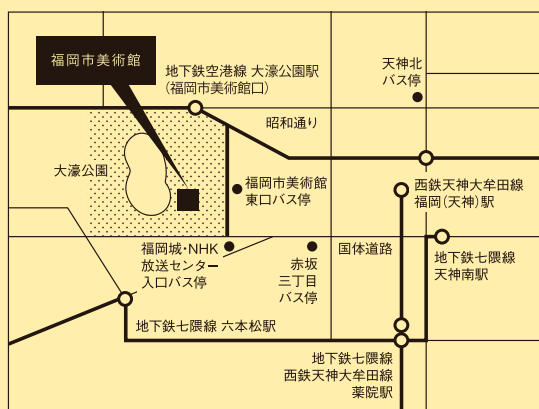 福岡市美術館
地下鉄空港線 大濠公園駅
(福岡市美術館口)
天神北
バス停
昭和通り
大濠公園
福岡市美術館
東口バス停
西鉄天神大牟田線
福岡(天神)駅
福岡城・NHK
放送センター
入口バス停
赤坂
三丁目
バス停
国体道路
地下鉄七隈線
天神南駅
地下鉄七隈線 六本松駅
地下鉄七隈線
西鉄天神大牟田線
薬院駅